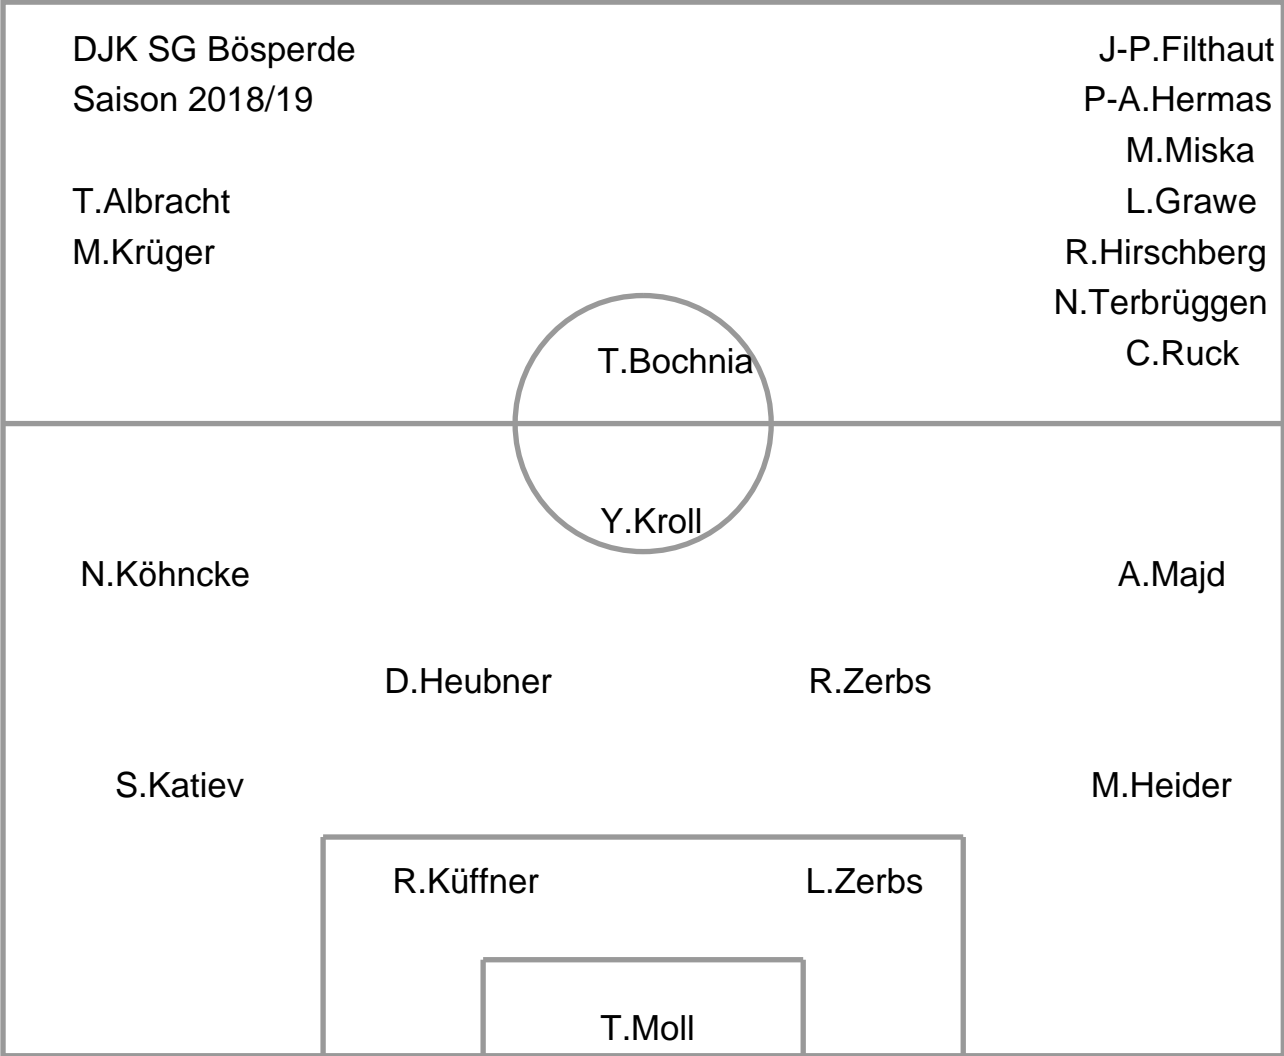 DJK SG Bösperde
Saison 2018/19
T.Albracht
M.Krüger
J-P.Filthaut
P-A.Hermas
M.Miska
L.Grawe
R.Hirschberg
N.Terbrüggen
C.Ruck
T.Bochnia
Y.Kroll
N.Köhncke
A.Majd
D.Heubner
R.Zerbs
S.Katiev
M.Heider
R.Küffner
L.Zerbs
T.Moll